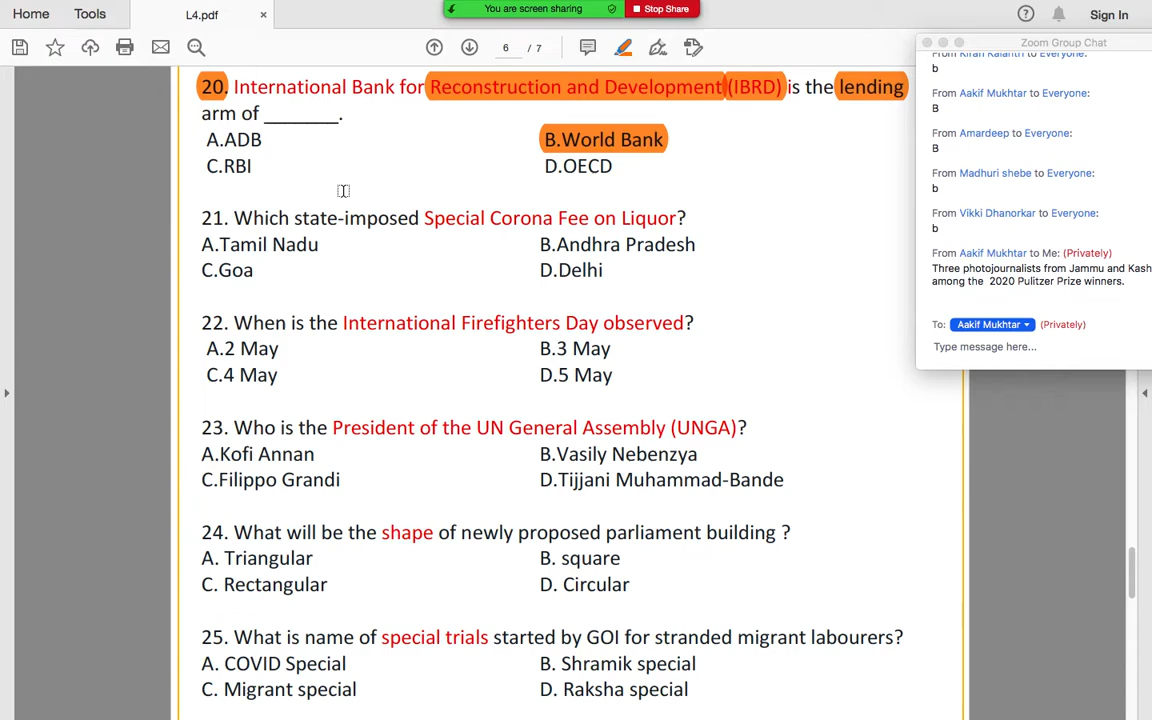 You are screen sharing
Stop Share
Home
Tools
L4.pdf
×
Sign In
6 / 7
20. International Bank for Reconstruction and Development (IBRD) is the lending
arm of _______.
A.ADB
B.World Bank
C.RBI
D.OECD
21. Which state-imposed Special Corona Fee on Liquor?
A.Tamil Nadu
B.Andhra Pradesh
C.Goa
D.Delhi
22. When is the International Firefighters Day observed?
A.2 May
B.3 May
C.4 May
D.5 May
23. Who is the President of the UN General Assembly (UNGA)?
A.Kofi Annan
B.Vasily Nebenzya
C.Filippo Grandi
D.Tijjani Muhammad-Bande
24. What will be the shape of newly proposed parliament building ?
A. Triangular
B. square
C. Rectangular
D. Circular
25. What is name of special trials started by GOI for stranded migrant labourers?
A. COVID Special
B. Shramik special
C. Migrant special
D. Raksha special
Zoom Group Chat
From Kiran Kalanthi to Everyone:
b
From Aakif Mukhtar to Everyone:
B
From Amardeep to Everyone:
B
From Madhuri shebe to Everyone:
b
From Vikki Dhanorkar to Everyone:
b
From Aakif Mukhtar to Me: (Privately)
Three photojournalists from Jammu and Kash
among the 2020 Pulitzer Prize winners.
To: Aakif Mukhtar (Privately)
Type message here...